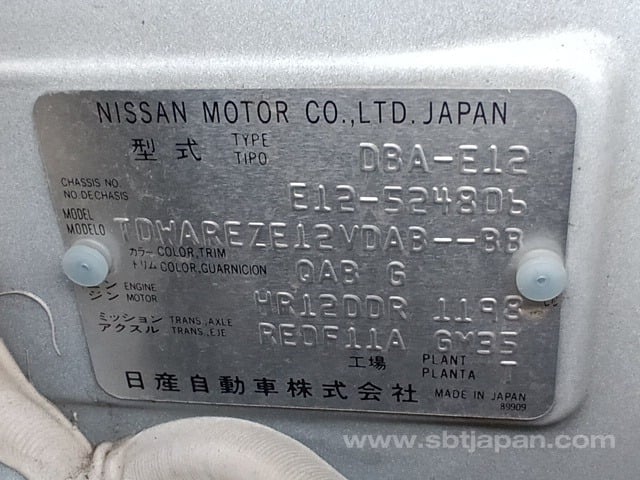 NISSAN MOTOR CO.,LTD. JAPAN
型式 TYPE TIPO DBA-E12
CHASSIS NO. NO.DECHASIS E12-524806
MODEL MODELO TDWAREZE12VDAB--BB
カラー COLOR,TRIM トリム COLOR,GUARNICION QAB G
ン ENGINE ジン MOTOR HR12DDR 1198 cc
ミッション TRANS.,AXLE アクスル TRANS.,EJE RE0F11A GM35
工場 PLANT PLANTA -
日産自動車株式会社 MADE IN JAPAN
89909
www.sbtjapan.com